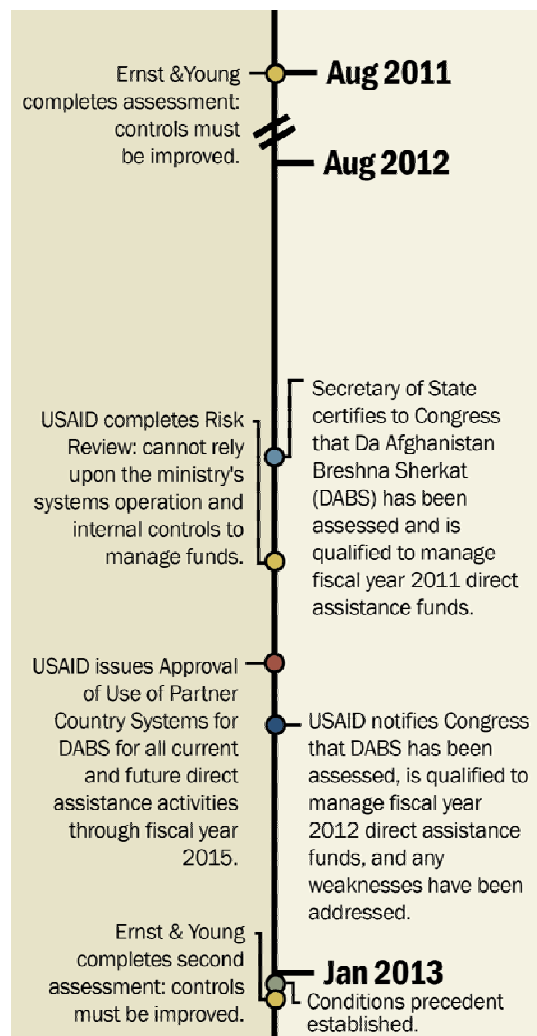 Ernst &Young
completes assessment:
controls must
be improved.
Aug 2011
Aug 2012
Secretary of State
certifies to Congress
that Da Afghanistan
Breshna Sherkat
(DABS) has been
assessed and is
qualified to manage
fiscal year 2011 direct
assistance funds.
USAID completes Risk
Review: cannot rely
upon the ministry's
systems operation and
internal controls to
manage funds.
USAID issues Approval
of Use of Partner
Country Systems for
DABS for all current
and future direct
assistance activities
through fiscal year
2015.
USAID notifies Congress
that DABS has been
assessed, is qualified to
manage fiscal year
2012 direct assistance
funds, and any
weaknesses have been
addressed.
Ernst & Young
completes second
assessment: controls
must be improved.
Jan 2013
Conditions precedent
established.